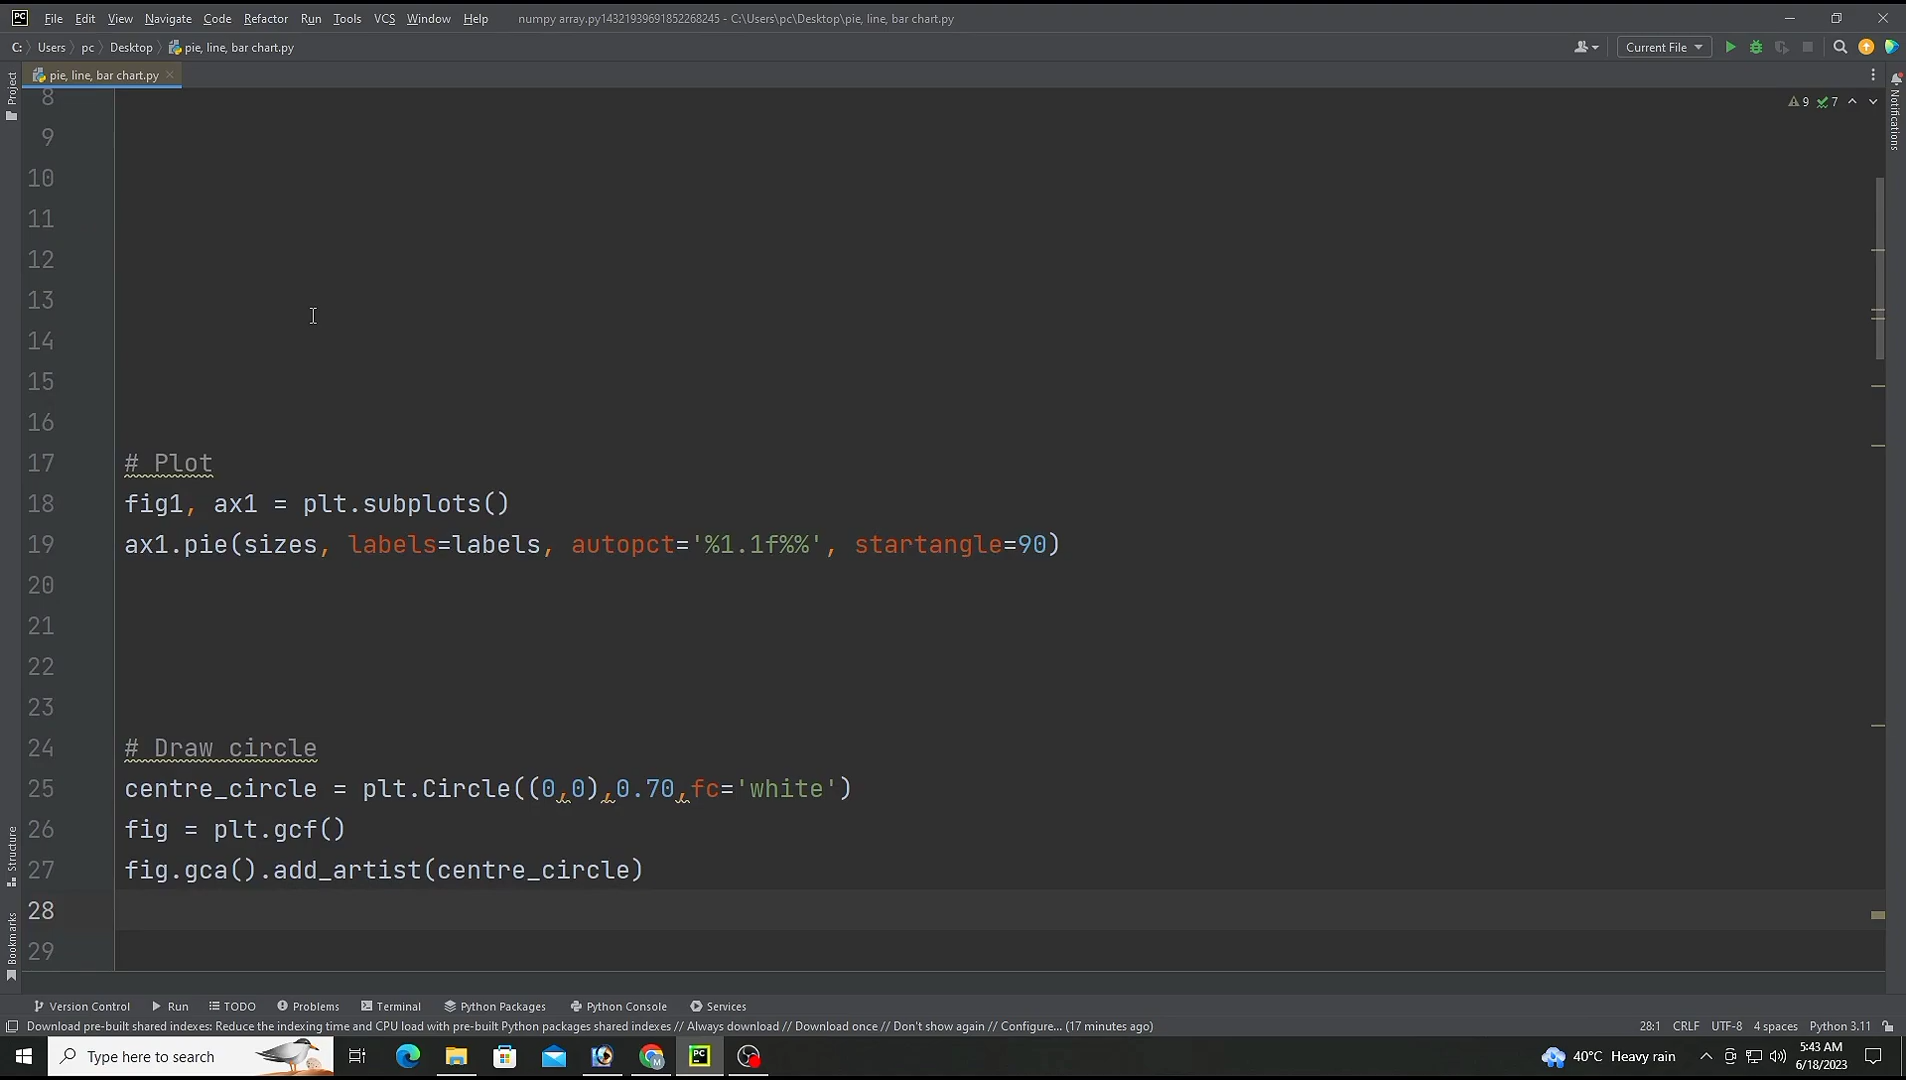 PC File Edit View Navigate Code Refactor Run Tools VCS Window Help numpy array.py14321939691852268245 - C:\Users\pc\Desktop\pie, line, bar chart.py
C: Users pc Desktop pie, line, bar chart.py Current File
pie, line, bar chart.py
Project
Notifications
9 7
8
9
10
11
12
13
14
15
16
17 # Plot
18 fig1, ax1 = plt.subplots()
19 ax1.pie(sizes, labels=labels, autopct='%1.1f%%', startangle=90)
20
21
22
23
24 # Draw circle
25 centre_circle = plt.Circle((0,0),0.70,fc='white')
26 fig = plt.gcf()
27 fig.gca().add_artist(centre_circle)
28
29
Structure
Bookmarks
Version Control Run TODO Problems Terminal Python Packages Python Console Services
Download pre-built shared indexes: Reduce the indexing time and CPU load with pre-built Python packages shared indexes // Always download // Download once // Don't show again // Configure... (17 minutes ago) 28:1 CRLF UTF-8 4 spaces Python 3.11
Type here to search PC M 40°C Heavy rain 5:43 AM
6/18/2023